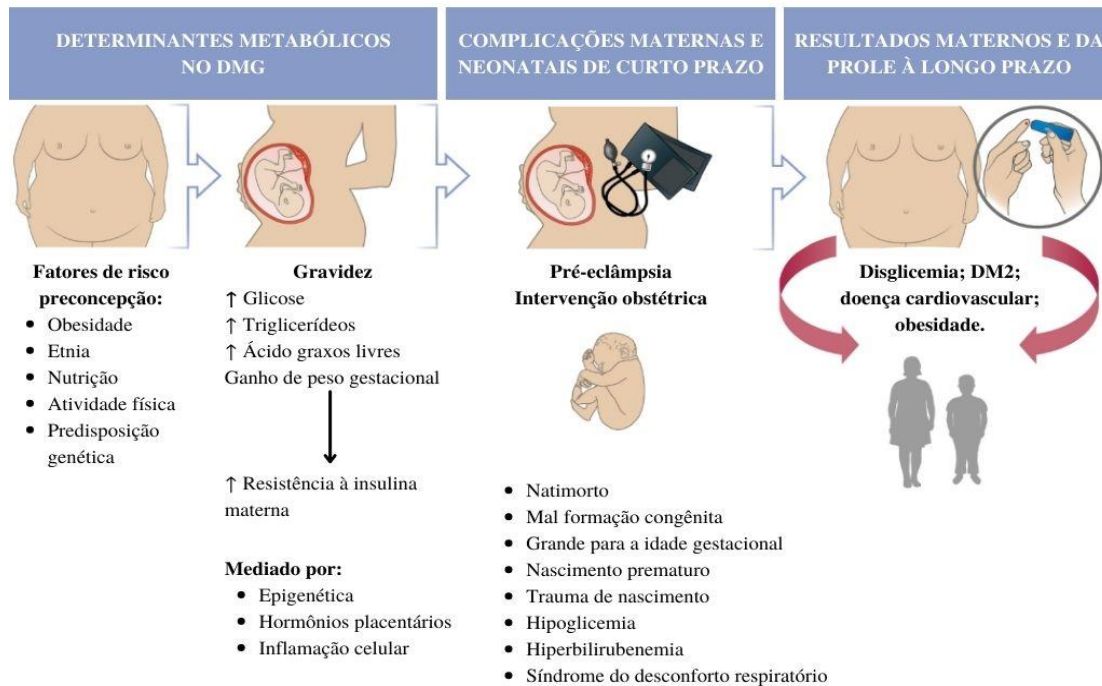 DETERMINANTES METABÓLICOS
NO DMG
COMPLICAÇÕES MATERNAS E
NEONATAIS DE CURTO PRAZO
RESULTADOS MATERNOS E DA
PROLE À LONGO PRAZO
Fatores de risco
preconcepção:
• Obesidade
• Etnia
• Nutrição
• Atividade física
• Predisposição
genética
Gravidez
↑ Glicose
↑ Triglicerídeos
↑ Ácido graxos livres
Ganho de peso gestacional
↑ Resistência à insulina
materna
Mediado por:
• Epigenética
• Hormônios placentários
• Inflamação celular
Pré-eclâmpsia
Intervenção obstétrica
• Natimorto
• Mal formação congênita
• Grande para a idade gestacional
• Nascimento prematuro
• Trauma de nascimento
• Hipoglicemia
• Hiperbilirubenemia
• Síndrome do desconforto respiratório
Disglicemia; DM2;
doença cardiovascular;
obesidade.